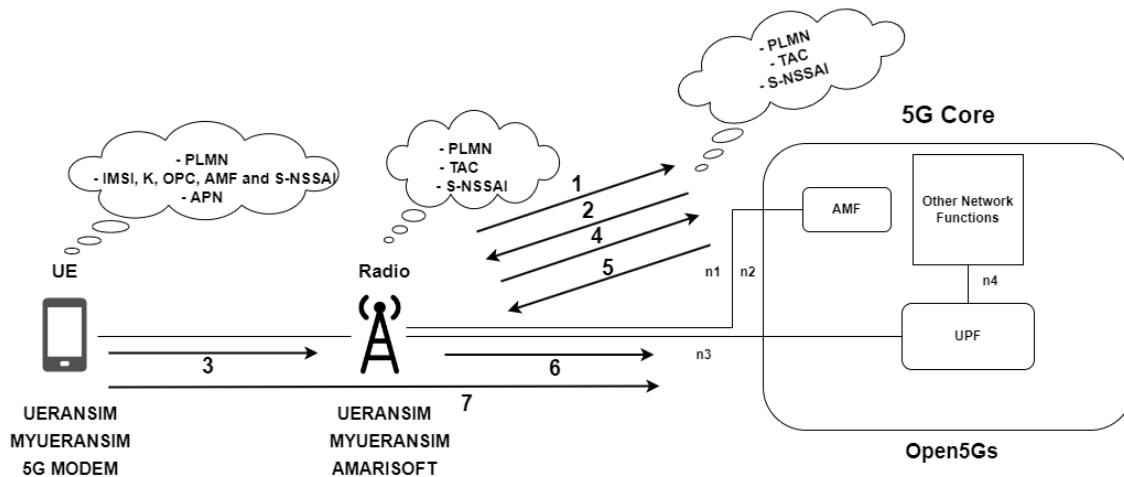 - PLMN
- TAC
- S-NSSAI
5G Core
- PLMN
- IMSI, K, OPC, AMF and S-NSSAI
- APN
- PLMN
- TAC
- S-NSSAI
1
2
4
5
AMF
Other Network
Functions
UE
Radio
n1
n2
n4
UPF
3
6
n3
7
UERANSIM
MYUERANSIM
5G MODEM
UERANSIM
MYUERANSIM
AMARISOFT
Open5Gs